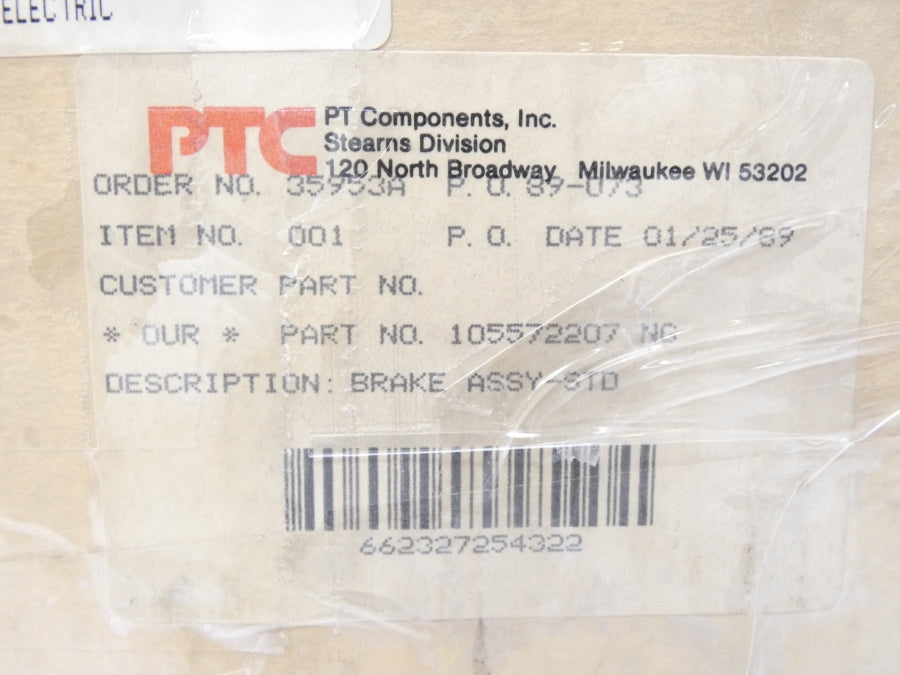 ELECTRIC
PTC
PT Components, Inc.
Stearns Division
120 North Broadway Milwaukee WI 53202
ORDER NO. 35953A P.O. 89-073
ITEM NO. 001 P.O. DATE 01/25/89
CUSTOMER PART NO.
* OUR * PART NO. 105572207 NG
DESCRIPTION: BRAKE ASSY-STD
662327254322